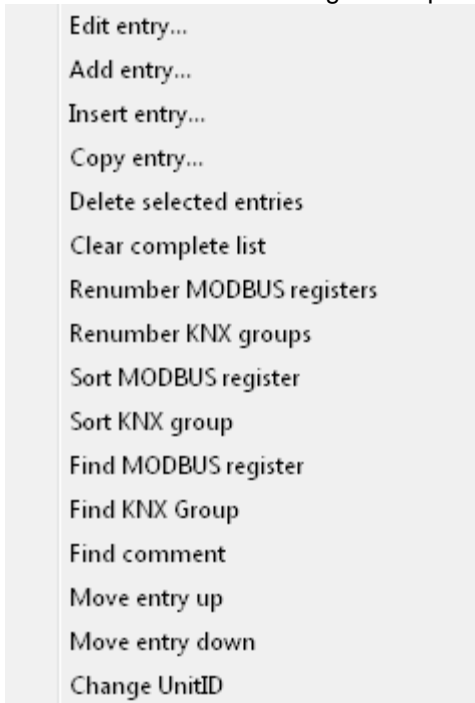 Edit entry...
Add entry...
Insert entry...
Copy entry...
Delete selected entries
Clear complete list
Renumber MODBUS registers
Renumber KNX groups
Sort MODBUS register
Sort KNX group
Find MODBUS register
Find KNX Group
Find comment
Move entry up
Move entry down
Change UnitID